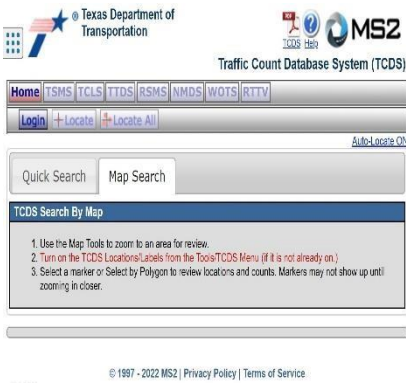 Texas Department of
Transportation
TCDS Help
MS2
Traffic Count Database System (TCDS)
Home TSMS TCLS TTDS RSMS NMDS WOTS RTTV
Login Locate Locate All
Auto-Locate ON
Quick Search Map Search
TCDS Search By Map
1. Use the Map Tools to zoom to an area for review.
2. Turn on the TCDS Locations/Labels from the Tools/TCDS Menu (if it is not already on.)
3. Select a marker or Select by Polygon to review locations and counts. Markers may not show up until
zooming in closer.
© 1997 - 2022 MS2 | Privacy Policy | Terms of Service